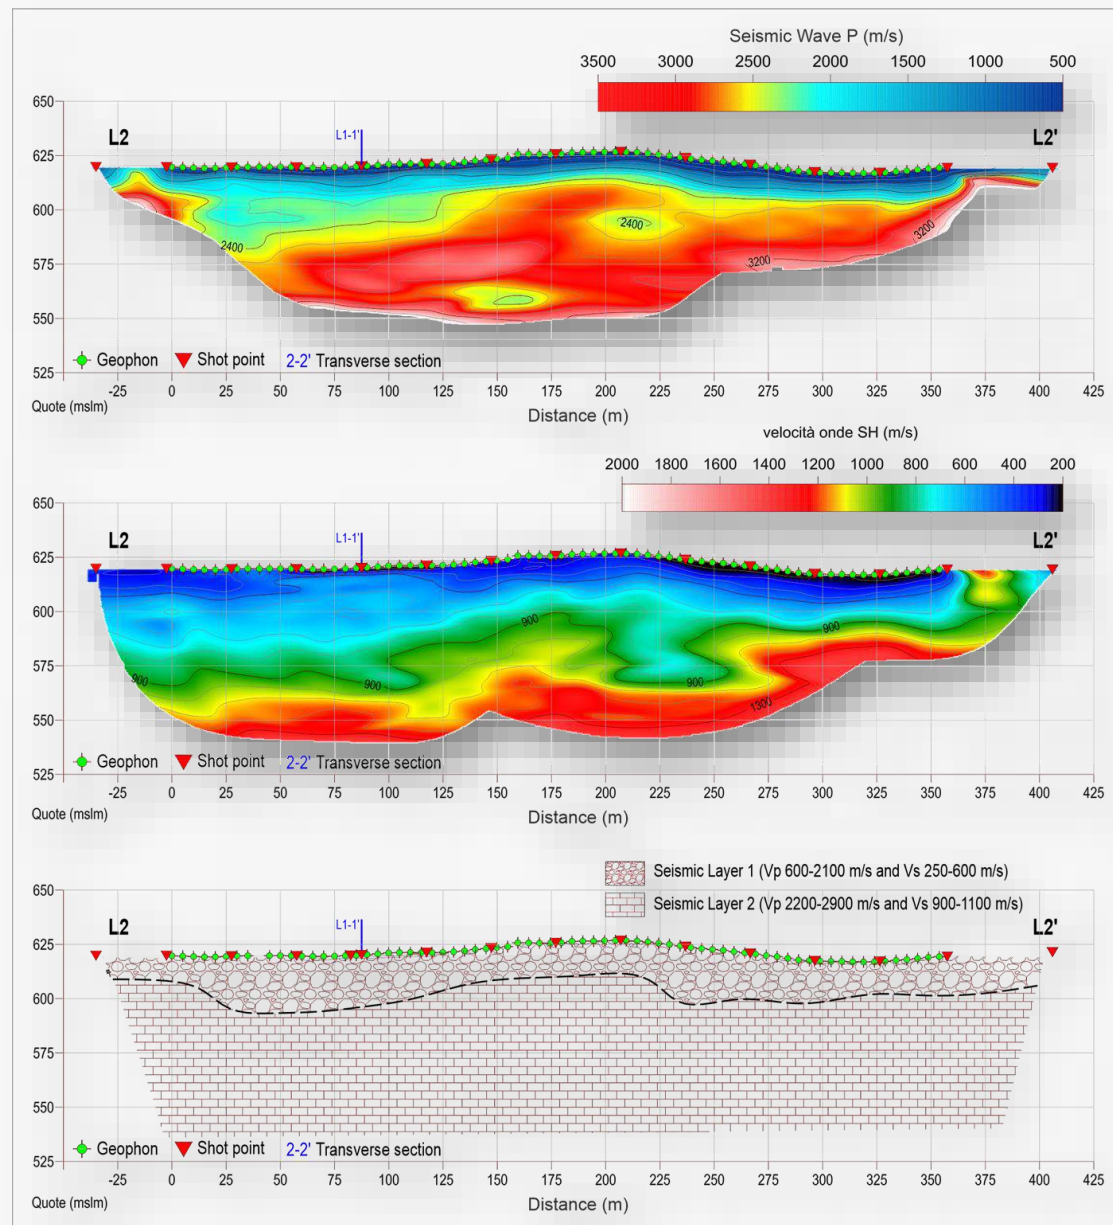 Seismic Wave P (m/s)
3500 3000 2500 2000 1500 1000 500
650
L2 L1-1' L2'
625
600
2400
2400
3200
3200
575
550
525
Geophon Shot point 2-2' Transverse section
-25 0 25 50 75 100 125 150 175 200 225 250 275 300 325 350 375 400 425
Quote (mslm)
Distance (m)
velocità onde SH (m/s)
2000 1800 1600 1400 1200 1000 800 600 400 200
650
L2 L1-1' L2'
625
600
900
900
575
900
900
900
1300
550
525
Geophon Shot point 2-2' Transverse section
-25 0 25 50 75 100 125 150 175 200 225 250 275 300 325 350 375 400 425
Quote (mslm)
Distance (m)
Seismic Layer 1 (Vp 600-2100 m/s and Vs 250-600 m/s)
Seismic Layer 2 (Vp 2200-2900 m/s and Vs 900-1100 m/s)
650
L2 L1-1' L2'
625
600
575
550
525
Geophon Shot point 2-2' Transverse section
-25 0 25 50 75 100 125 150 175 200 225 250 275 300 325 350 375 400 425
Quote (mslm)
Distance (m)